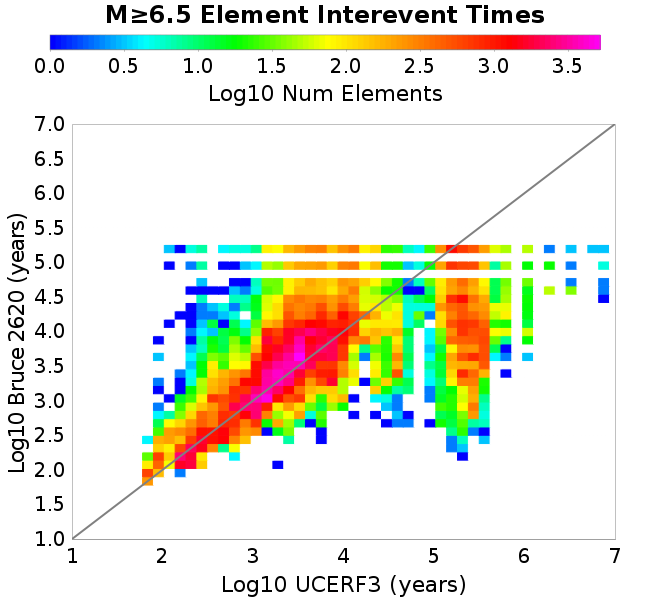 M≥6.5 Element Interevent Times
0.0 0.5 1.0 1.5 2.0 2.5 3.0 3.5
Log10 Num Elements
Log10 Bruce 2620 (years)
7.0
6.5
6.0
5.5
5.0
4.5
4.0
3.5
3.0
2.5
2.0
1.5
1.0
1 2 3 4 5 6 7
Log10 UCERF3 (years)